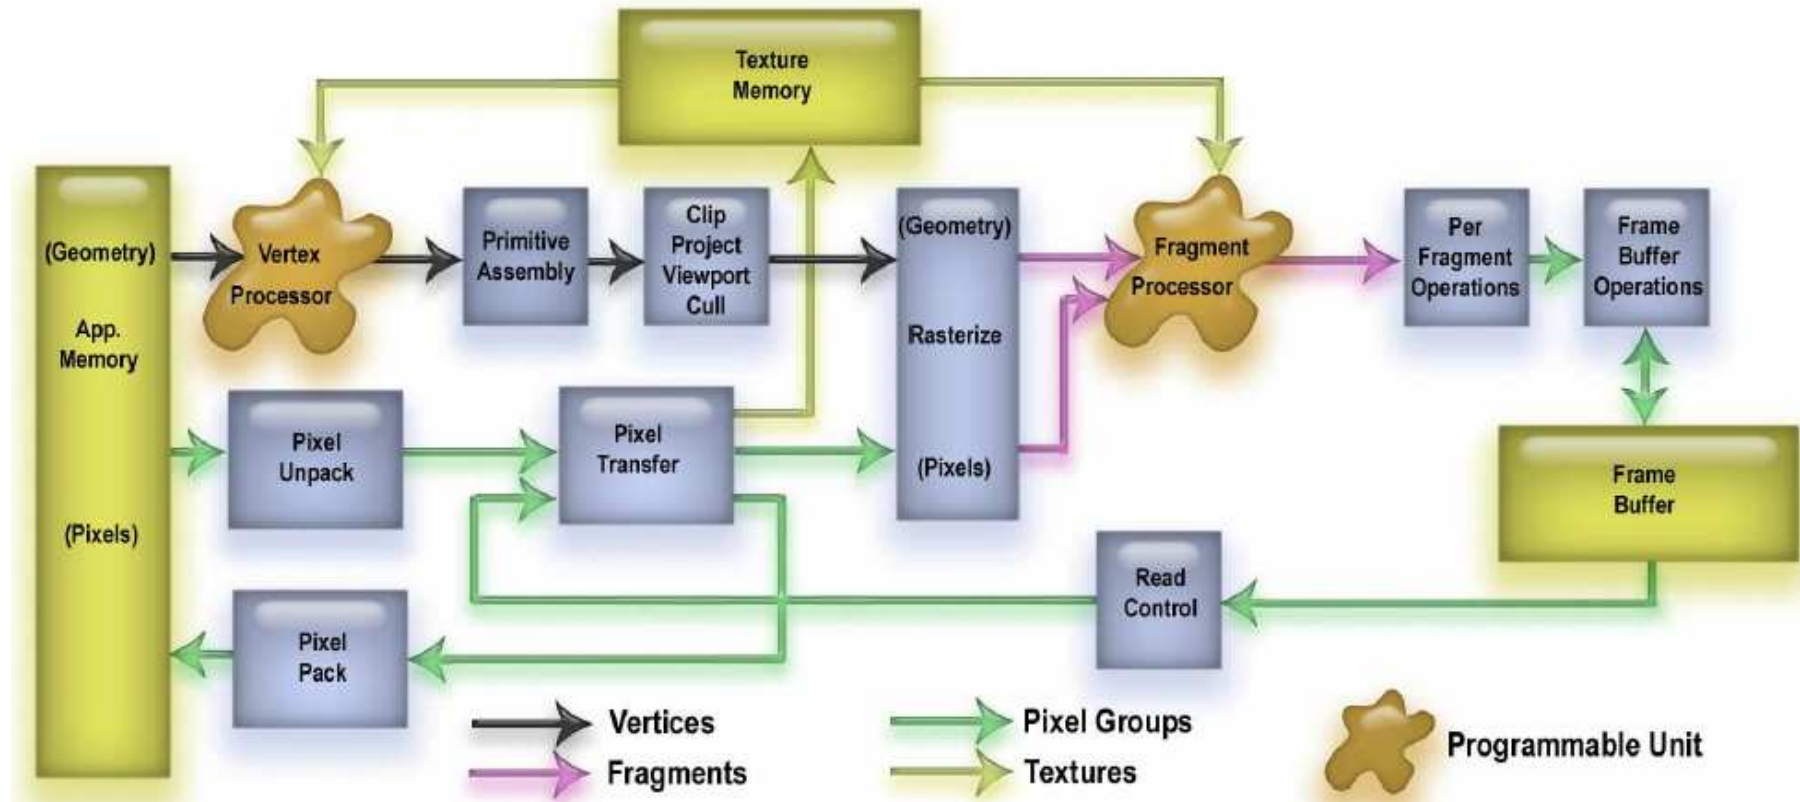 Texture
Memory
(Geometry)
App.
Memory
(Pixels)
Vertex
Processor
Primitive
Assembly
Clip
Project
Viewport
Cull
(Geometry)
Rasterize
(Pixels)
Fragment
Processor
Per
Fragment
Operations
Frame
Buffer
Operations
Pixel
Unpack
Pixel
Transfer
Frame
Buffer
Read
Control
Pixel
Pack
Vertices
Fragments
Pixel Groups
Textures
Programmable Unit